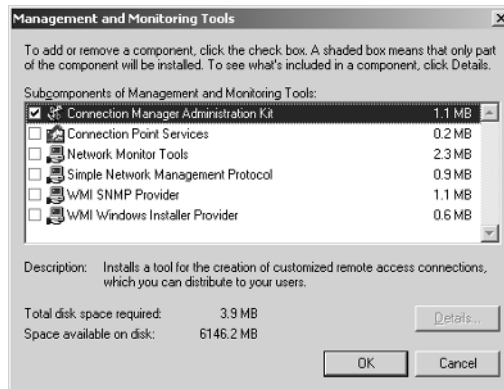 Management and Monitoring Tools
To add or remove a component, click the check box. A shaded box means that only part
of the component will be installed. To see what's included in a component, click Details.
Subcomponents of Management and Monitoring Tools:
Connection Manager Administration Kit 1.1 MB
Connection Point Services 0.2 MB
Network Monitor Tools 2.3 MB
Simple Network Management Protocol 0.9 MB
WMI SNMP Provider 1.1 MB
WMI Windows Installer Provider 0.6 MB
Description: Installs a tool for the creation of customized remote access connections,
which you can distribute to your users.
Total disk space required: 3.9 MB
Space available on disk: 6146.2 MB
Details...
OK Cancel